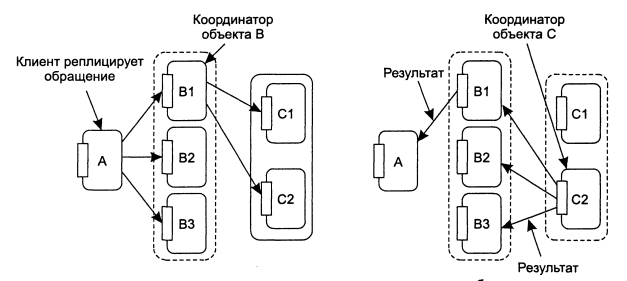 Координатор
объекта В
Клиент реплицирует
обращение
A
B1
B2
B3
C1
C2
Координатор
объекта С
Результат
A
B1
B2
B3
C1
C2
Результат